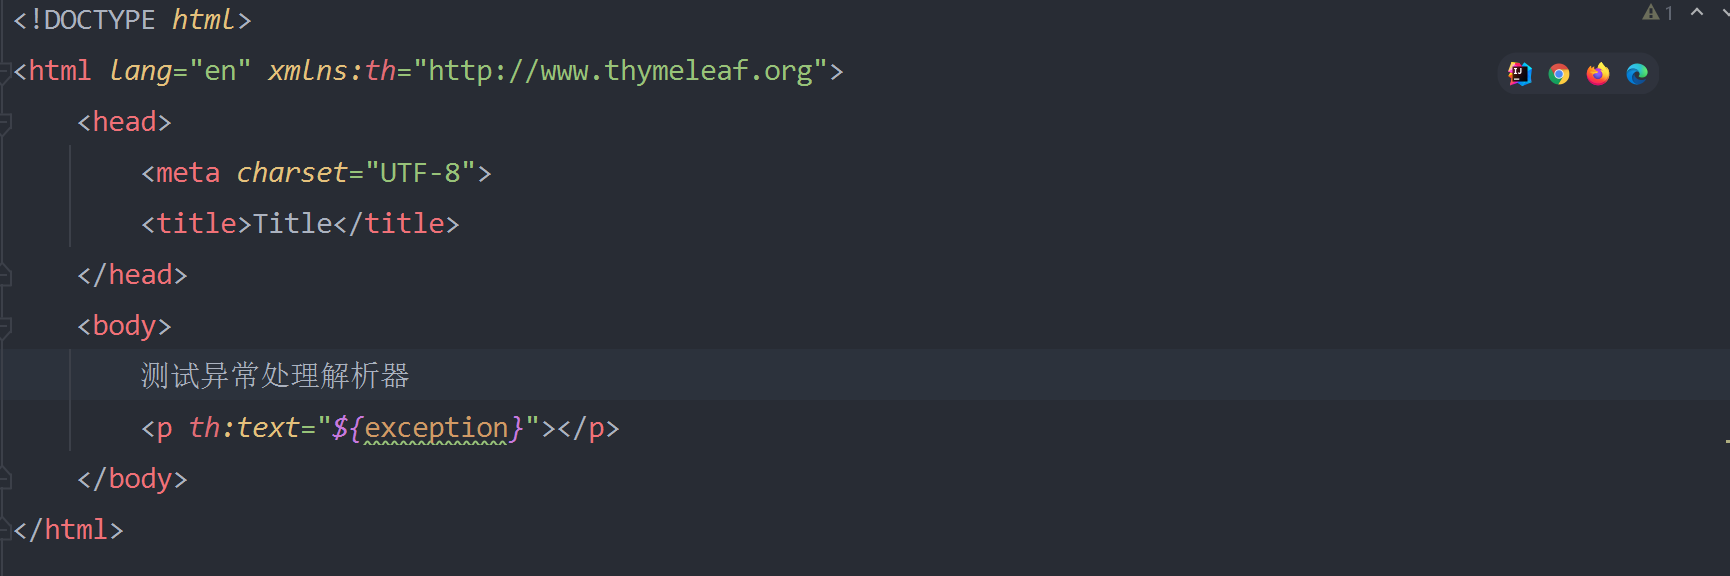 <!DOCTYPE html>
1
<html lang="en" xmlns:th="http://www.thymeleaf.org">
<head>
<meta charset="UTF-8">
<title>Title</title>
</head>
<body>
测试异常处理解析器
<p th:text="${exception}"></p>
</body>
</html>